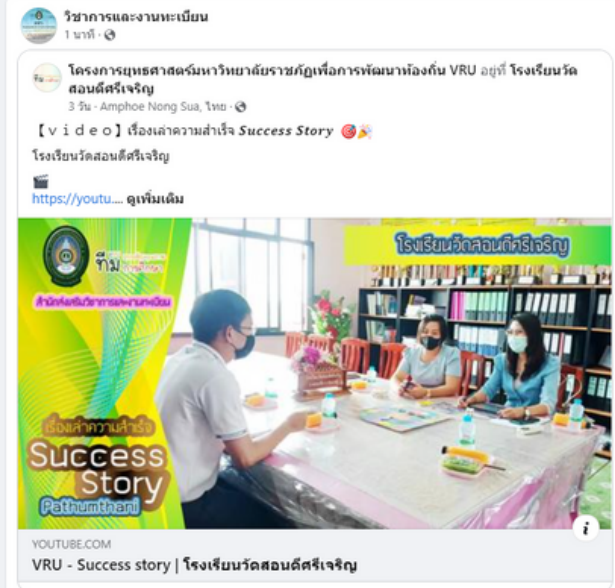 วิชาการและงานทะเบียน
1 นาที ·
โครงการยุทธศาสตร์มหาวิทยาลัยราชภัฏเพื่อการพัฒนาท้องถิ่น VRU อยู่ที่ โรงเรียนวัด
สอนดีศรีเจริญ
3 วัน · Amphoe Nong Sua, ไทย ·
【ｖｉｄｅｏ】เรื่องเล่าความสำเร็จ Success Story 🎯🎉
โรงเรียนวัดสอนดีศรีเจริญ
🎬
https://youtu.... ดูเพิ่มเติม
ทีม
โรงเรียนวัดสอนดีศรีเจริญ
สำนักส่งเสริมวิชาการและงานทะเบียน
เรื่องเล่าความสำเร็จ
Success
Story
Pathumthani
YOUTUBE.COM
VRU - Success story | โรงเรียนวัดสอนดีศรีเจริญ